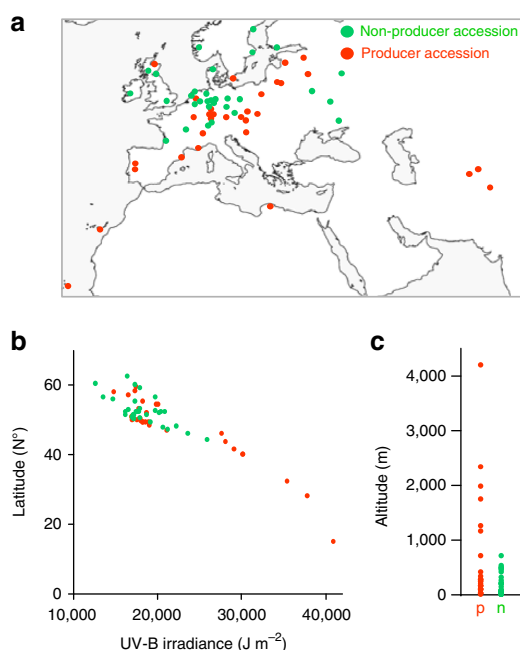 a
Non-producer accession
Producer accession
b
60
40
20
0
Latitude (N°)
10,000 20,000 30,000 40,000
UV-B irradiance (J m⁻²)
c
4,000
3,000
2,000
1,000
0
Altitude (m)
p n